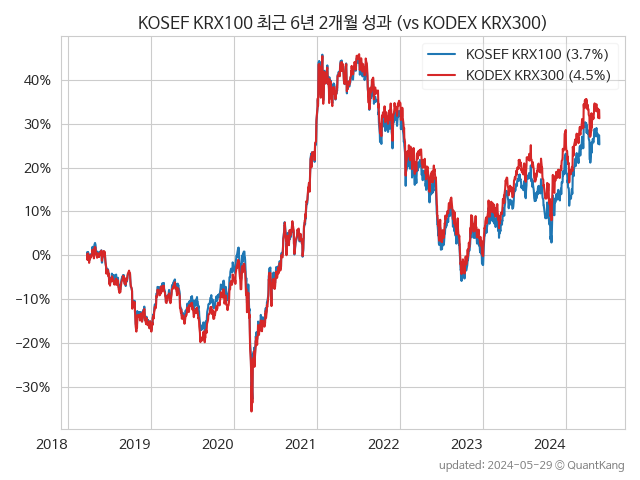 KOSEF KRX100 최근 6년 2개월 성과 (vs KODEX KRX300)
KOSEF KRX100 (3.7%)
KODEX KRX300 (4.5%)
40%
30%
20%
10%
0%
−10%
−20%
−30%
2018 2019 2020 2021 2022 2023 2024
updated: 2024-05-29 © QuantKang